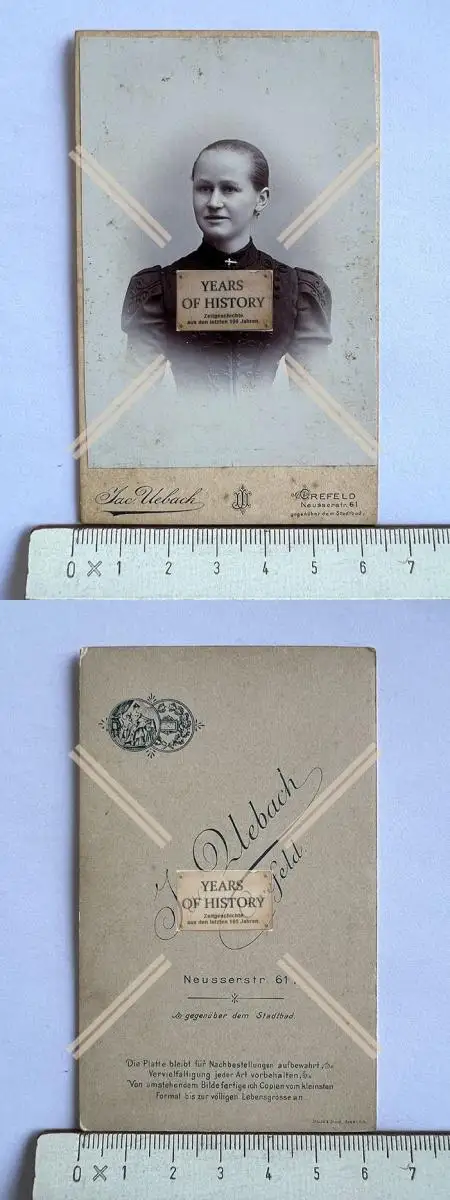 YEARS
OF HISTORY
Zeitgeschichte
aus den letzten 100 Jahren.
Jac. Uebach
CREFELD
Neusserstr. 61
gegenüber dem Stadtbad.
0 1 2 3 4 5 6 7
Uebach
YEARS
OF HISTORY
Zeitgeschichte
aus den letzten 100 Jahren.
Neusserstr. 61.
gegenüber dem Stadtbad.
Die Platte bleibt für Nachbestellungen aufbewahrt,
Vervielfältigung jeder Art vorbehalten,
Von umstehendem Bilde fertige ich Copien vom kleinsten
Format bis zur völligen Lebensgrösse an.
0 1 2 3 4 5 6 7